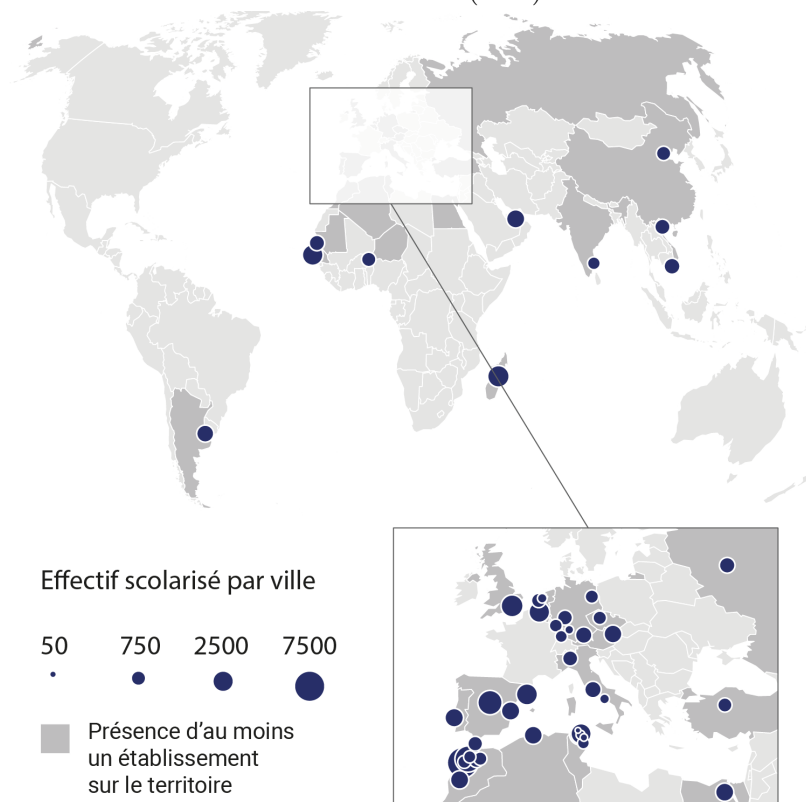 Effectif scolarisé par ville
50 750 2500 7500
Présence d'au moins
un établissement
sur le territoire